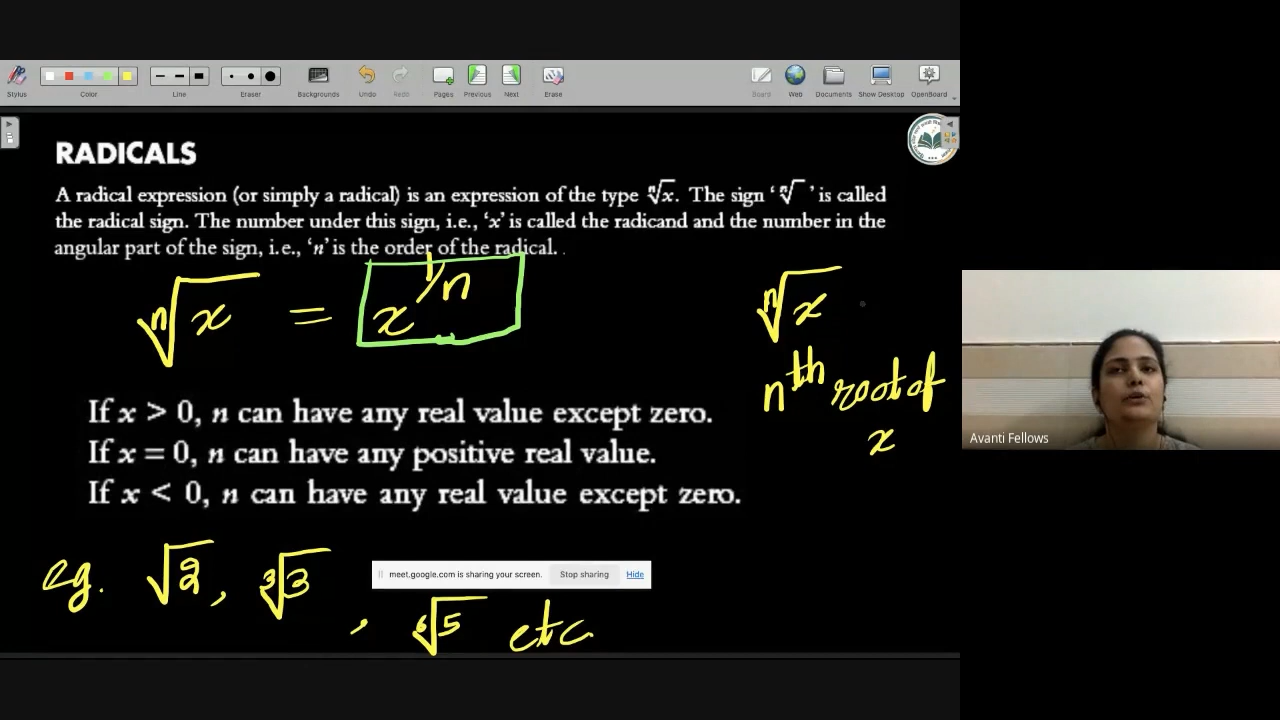 Stylus Color Line Eraser Backgrounds Undo Redo Pages Previous Next Erase Board Web Documents Show Desktop OpenBoard
RADICALS
A radical expression (or simply a radical) is an expression of the type ⁿ√x. The sign ‘ⁿ√ ’ is called
the radical sign. The number under this sign, i.e., ‘x’ is called the radicand and the number in the
angular part of the sign, i.e., ‘n’ is the order of the radical.
ⁿ√x = x^1/n
ⁿ√x
nth root of
x
If x > 0, n can have any real value except zero.
If x = 0, n can have any positive real value.
If x < 0, n can have any real value except zero.
eg. √2, ³√3, ⁶√5 etc
meet.google.com is sharing your screen. Stop sharing Hide
Avanti Fellows